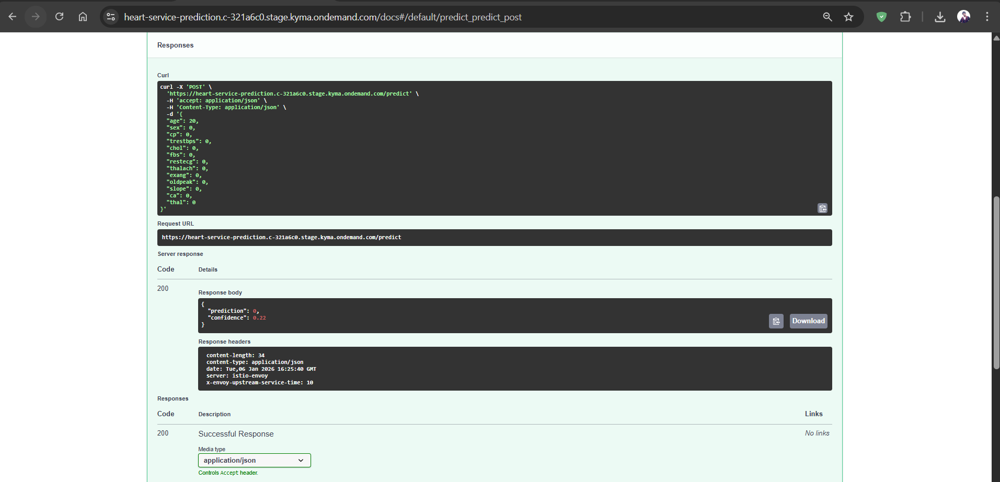 heart-service-prediction.c-321a6c0.stage.kyma.ondemand.com/docs#/default/predict_predict_post
Responses
Curl
curl -X 'POST' \
  'https://heart-service-prediction.c-321a6c0.stage.kyma.ondemand.com/predict' \
  -H 'accept: application/json' \
  -H 'Content-Type: application/json' \
  -d '{
  "age": 20,
  "sex": 0,
  "cp": 0,
  "trestbps": 0,
  "chol": 0,
  "fbs": 0,
  "restecg": 0,
  "thalach": 0,
  "exang": 0,
  "oldpeak": 0,
  "slope": 0,
  "ca": 0,
  "thal": 0
}'
Request URL
https://heart-service-prediction.c-321a6c0.stage.kyma.ondemand.com/predict
Server response
Code Details
200
Response body
{
  "prediction": 0,
  "confidence": 0.22
}
Download
Response headers
content-length: 34
content-type: application/json
date: Tue,06 Jan 2026 16:25:40 GMT
server: istio-envoy
x-envoy-upstream-service-time: 10
Responses
Code Description Links
200 Successful Response No links
Media type
application/json
Controls Accept header.